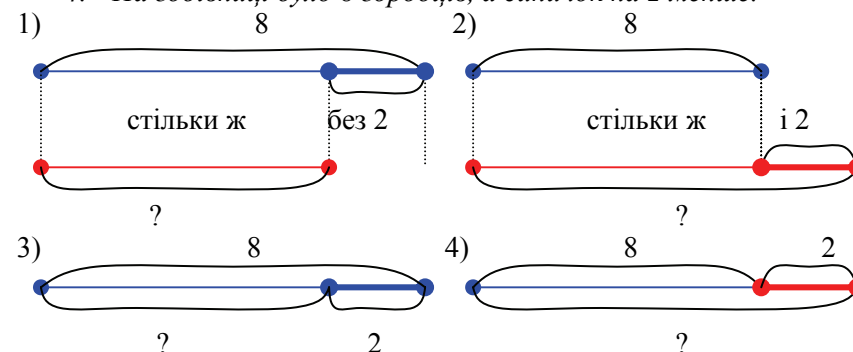 1) 8 2) 8
стільки ж без 2 стільки ж і 2
? ?
3) 8 4) 8 2
? 2 ?